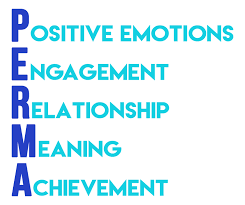 POSITIVE EMOTIONS
ENGAGEMENT
RELATIONSHIP
MEANING
ACHIEVEMENT